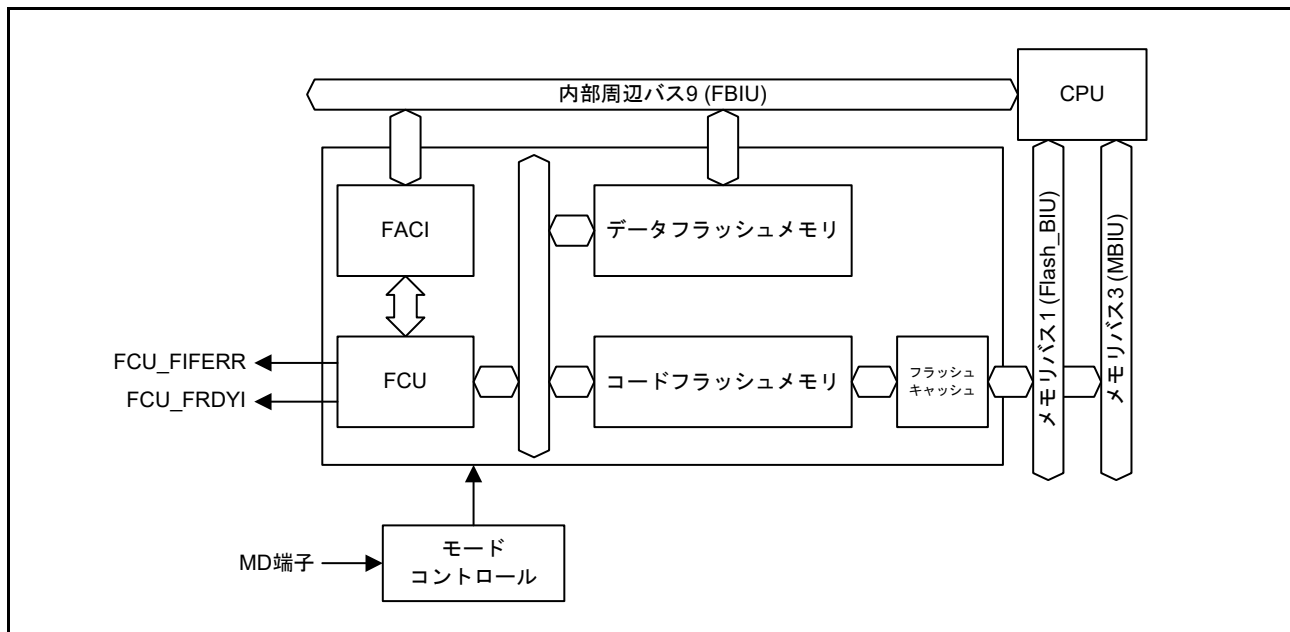 内部周辺バス9 (FBIU)
CPU
FACI
データフラッシュメモリ
メモリバス1 (Flash_BIU)
メモリバス3 (MBIU)
FCU_FIFERR
FCU_FRDYI
FCU
コードフラッシュメモリ
フラッシュ
キャッシュ
MD端子
モード
コントロール